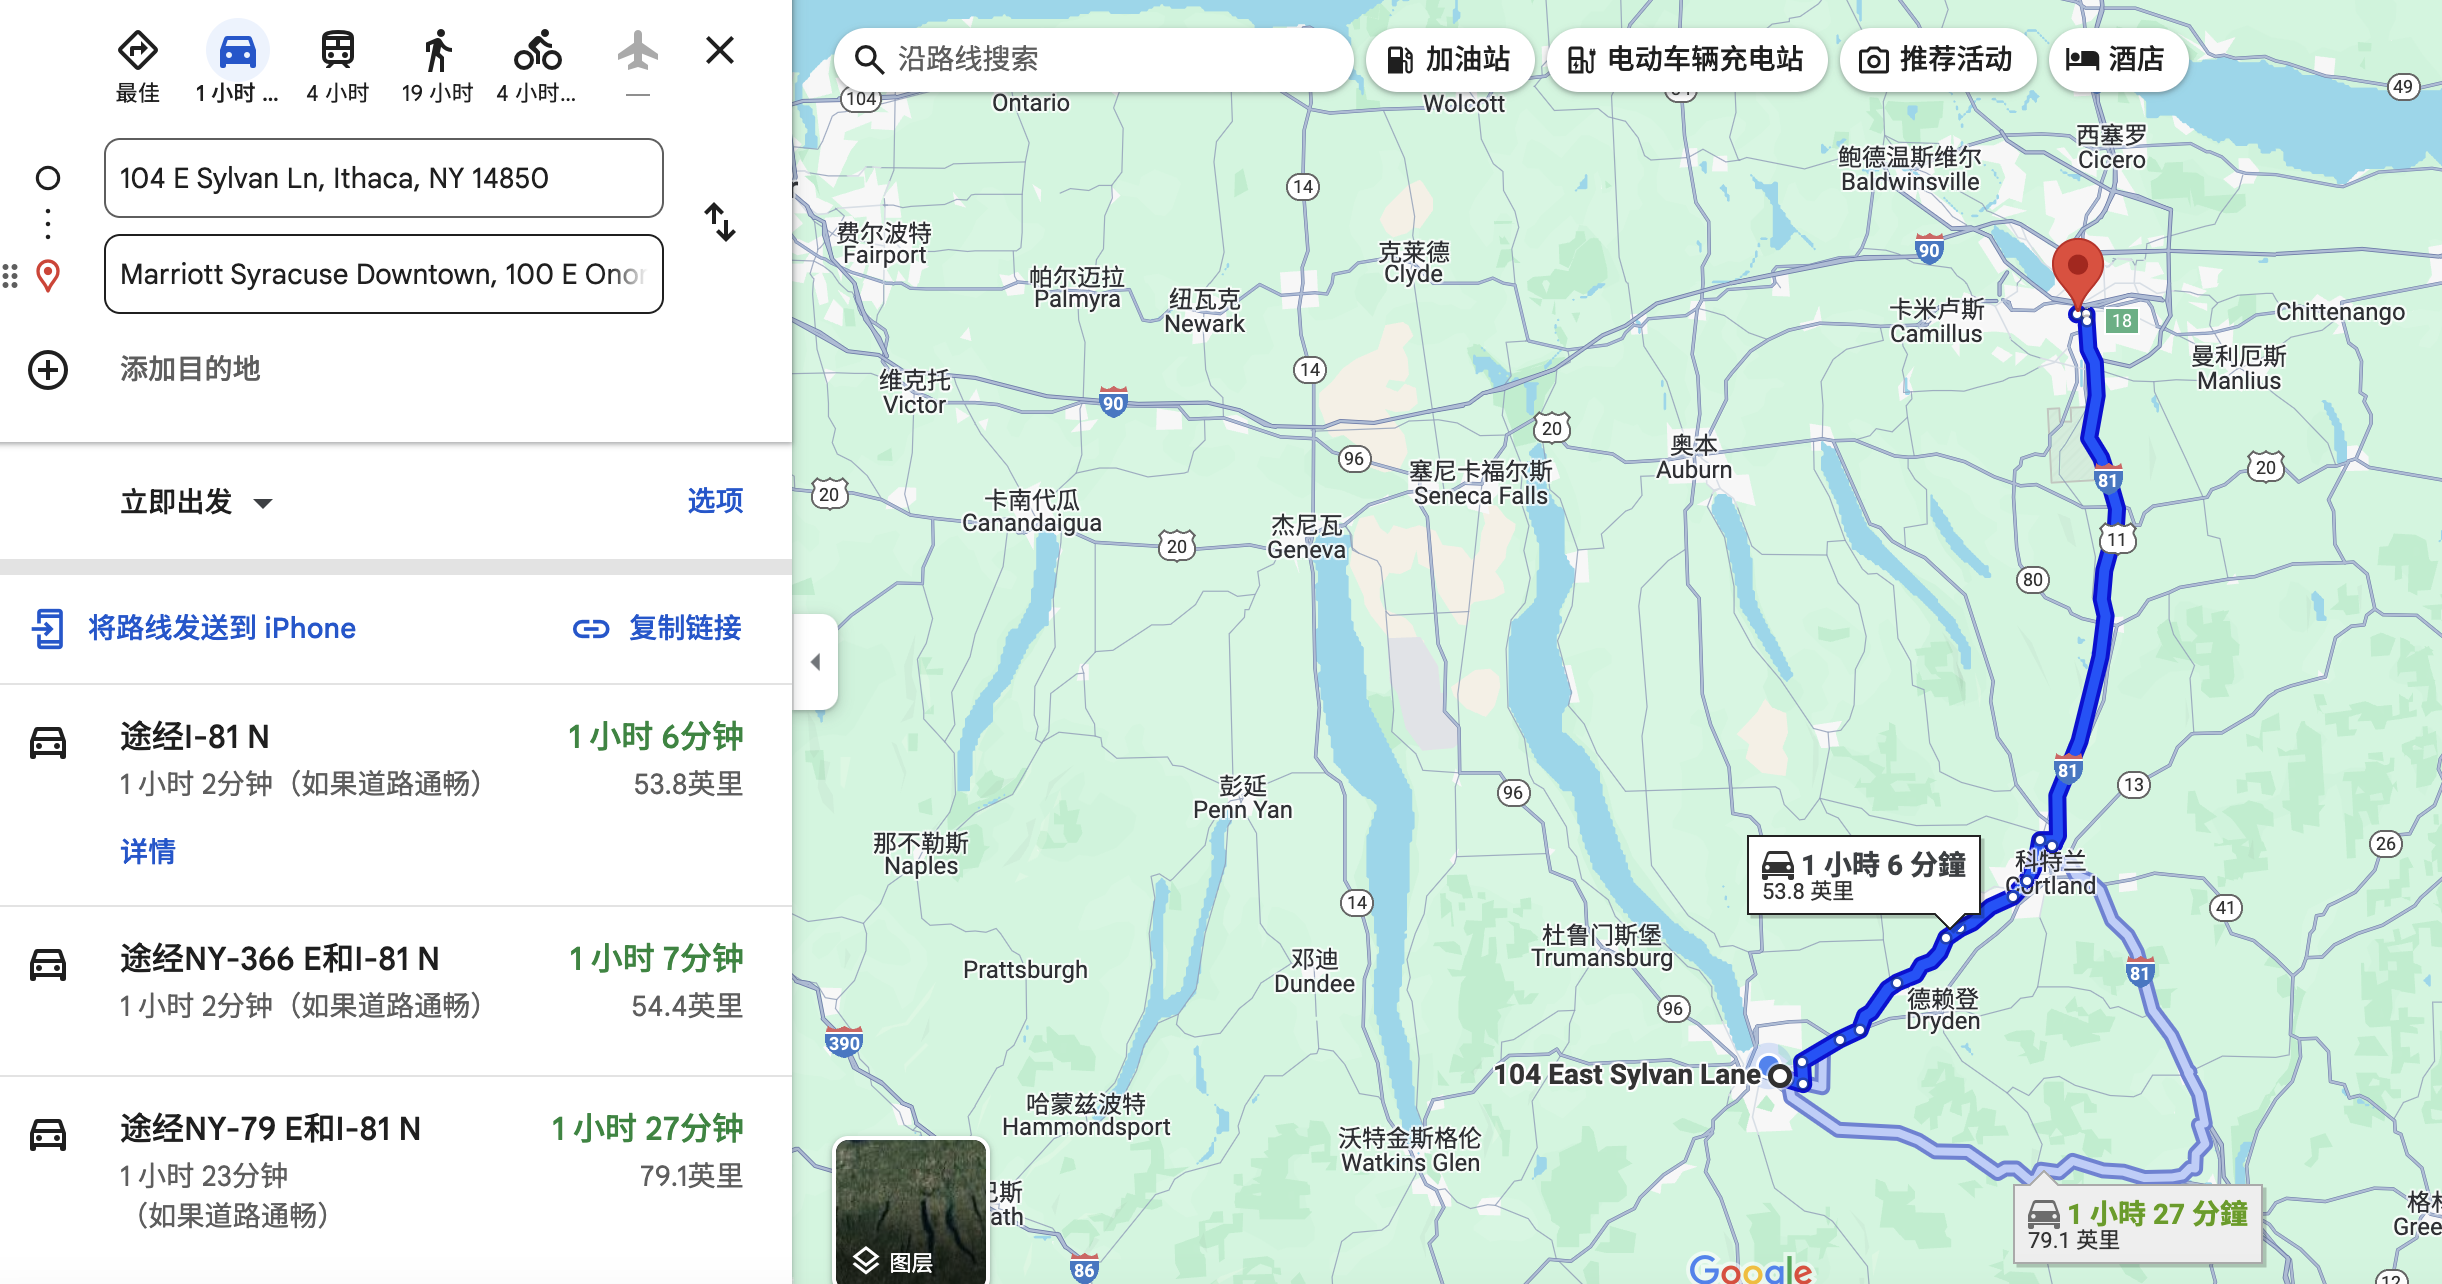 最佳
1 小时 ...
4 小时
19 小时
4 小时...
—
104 E Sylvan Ln, Ithaca, NY 14850
Marriott Syracuse Downtown, 100 E Onon
添加目的地
立即出发
选项
将路线发送到 iPhone
复制链接
途经I-81 N
1 小时 6分钟
1 小时 2分钟（如果道路通畅）
53.8英里
详情
途经NY-366 E和I-81 N
1 小时 7分钟
1 小时 2分钟（如果道路通畅）
54.4英里
途经NY-79 E和I-81 N
1 小时 27分钟
1 小时 23分钟
79.1英里
（如果道路通畅）
沿路线搜索
加油站
电动车辆充电站
推荐活动
酒店
104
Ontario
Wolcott
49
西塞罗
Cicero
鲍德温斯维尔
Baldwinsville
14
费尔波特
Fairport
克莱德
Clyde
90
帕尔迈拉
Palmyra
纽瓦克
Newark
卡米卢斯
Camillus
18
Chittenango
曼利厄斯
Manlius
14
维克托
Victor
90
20
奥本
Auburn
96
塞尼卡福尔斯
Seneca Falls
20
81
20
卡南代瓜
Canandaigua
20
杰尼瓦
Geneva
11
80
81
13
彭延
Penn Yan
96
那不勒斯
Naples
26
1 小時 6 分鐘
53.8 英里
科特兰
Cortland
14
41
杜鲁门斯堡
Trumansburg
Prattsburgh
邓迪
Dundee
81
96
德赖登
Dryden
390
104 East Sylvan Lane
哈蒙兹波特
Hammondsport
沃特金斯格伦
Watkins Glen
巴斯
ath
格林
Gree
1 小時 27 分鐘
79.1 英里
图层
86
Google
12